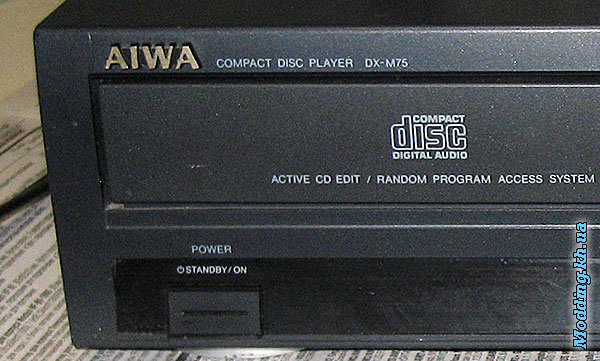 AIWA COMPACT DISC PLAYER DX-M75
COMPACT
disc
DIGITAL AUDIO
ACTIVE CD EDIT / RANDOM PROGRAM ACCESS SYSTEM
POWER
⏻STANDBY/ON
Modding.kh.ua